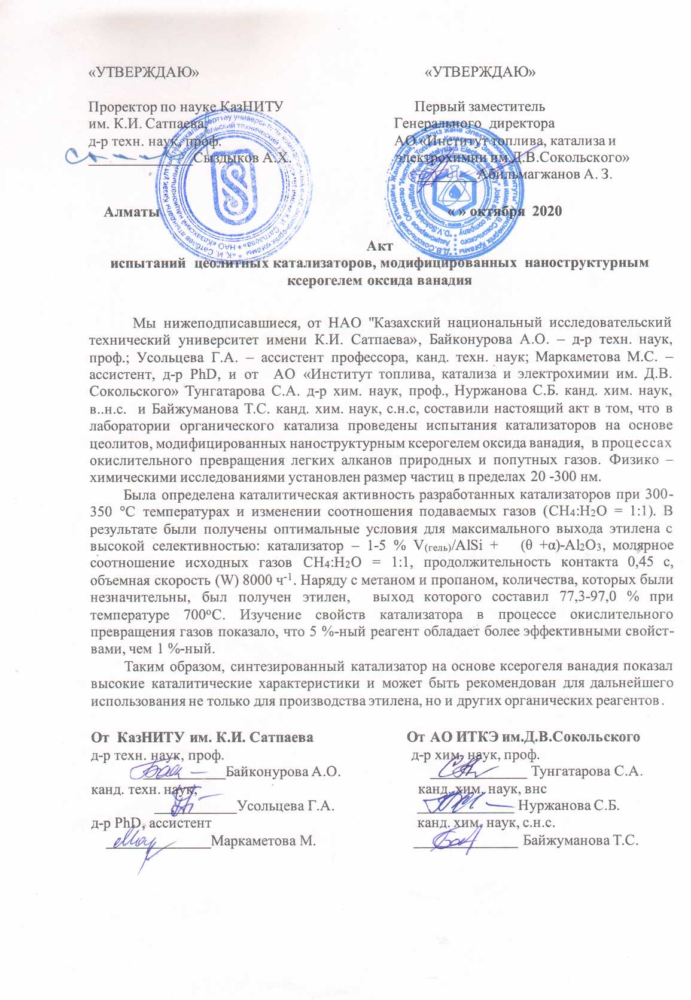 «УТВЕРЖДАЮ»
«УТВЕРЖДАЮ»
Проректор по науке КазНИТУ
им. К.И. Сатпаева,
д-р техн. наук, проф.
Сыздыков А.Х.
Первый заместитель
Генерального директора
АО «Институт топлива, катализа и
электрохимии им.Д.В.Сокольского»
Абильмагжанов А. З.
Алматы
« » октября 2020
Акт
испытаний цеолитных катализаторов, модифицированных наноструктурным
ксерогелем оксида ванадия
Мы нижеподписавшиеся, от НАО "Казахский национальный исследовательский
технический университет имени К.И. Сатпаева», Байконурова А.О. – д-р техн. наук,
проф.; Усольцева Г.А. – ассистент профессора, канд. техн. наук; Маркаметова М.С. –
ассистент, д-р PhD, и от АО «Институт топлива, катализа и электрохимии им. Д.В.
Сокольского» Тунгатарова С.А. д-р хим. наук, проф., Нуржанова С.Б. канд. хим. наук,
в..н.с. и Байжуманова Т.С. канд. хим. наук, с.н.с, составили настоящий акт в том, что в
лаборатории органического катализа проведены испытания катализаторов на основе
цеолитов, модифицированных наноструктурным ксерогелем оксида ванадия, в процессах
окислительного превращения легких алканов природных и попутных газов. Физико –
химическими исследованиями установлен размер частиц в пределах 20 -300 нм.
Была определена каталитическая активность разработанных катализаторов при 300-
350 °С температурах и изменении соотношения подаваемых газов (CH4:H2O = 1:1). В
результате были получены оптимальные условия для максимального выхода этилена с
высокой селективностью: катализатор – 1-5 % V(гель)/AlSi + (θ +α)-Al2O3, молярное
соотношение исходных газов CH4:H2O = 1:1, продолжительность контакта 0,45 с,
объемная скорость (W) 8000 ч-1. Наряду с метаном и пропаном, количества, которых были
незначительны, был получен этилен, выход которого составил 77,3-97,0 % при
температуре 700ºС. Изучение свойств катализатора в процессе окислительного
превращения газов показало, что 5 %-ный реагент обладает более эффективными свойст-
вами, чем 1 %-ный.
Таким образом, синтезированный катализатор на основе ксерогеля ванадия показал
высокие каталитические характеристики и может быть рекомендован для дальнейшего
использования не только для производства этилена, но и других органических реагентов.
От КазНИТУ им. К.И. Сатпаева
От АО ИТКЭ им.Д.В.Сокольского
д-р техн. наук, проф.
д-р хим. наук, проф.
Байконурова А.О.
Тунгатарова С.А.
канд. техн. наук,
канд. хим. наук, внс
Усольцева Г.А.
Нуржанова С.Б.
д-р PhD, ассистент
канд. хим. наук, с.н.с.
Маркаметова М.
Байжуманова Т.С.